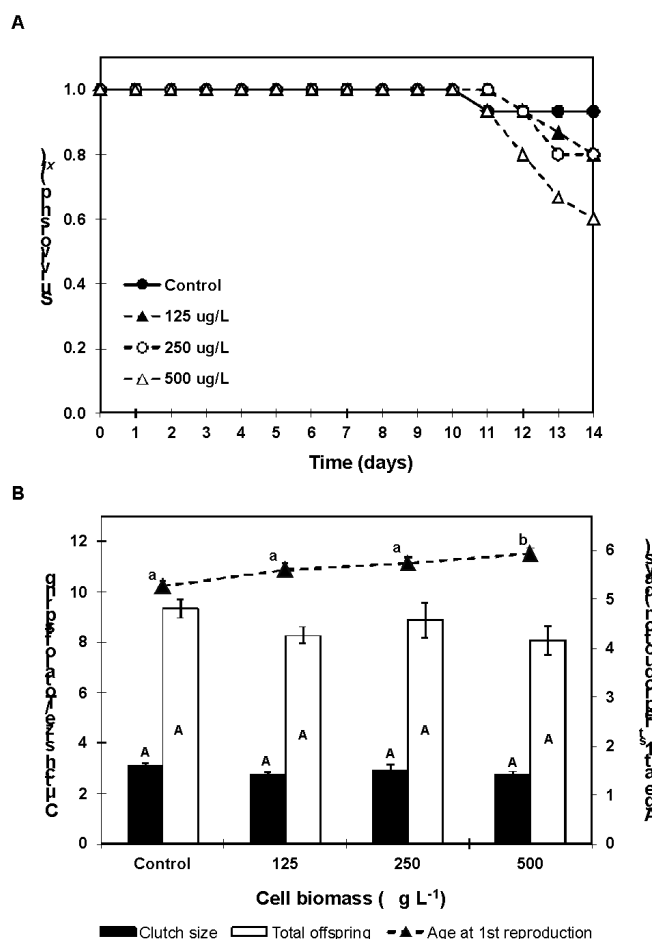 A
1.0
0.8
0.6
0.4
0.2
0.0
Control
125 ug/L
250 ug/L
500 ug/L
0 1 2 3 4 5 6 7 8 9 10 11 12 13 14
Time (days)
B
12
10
8
6
4
2
0
6
5
4
3
2
1
0
a a a b
A A A A
A A A A
Control 125 250 500
Cell biomass ( g L-1)
Clutch size Total offspring Age at 1st reproduction